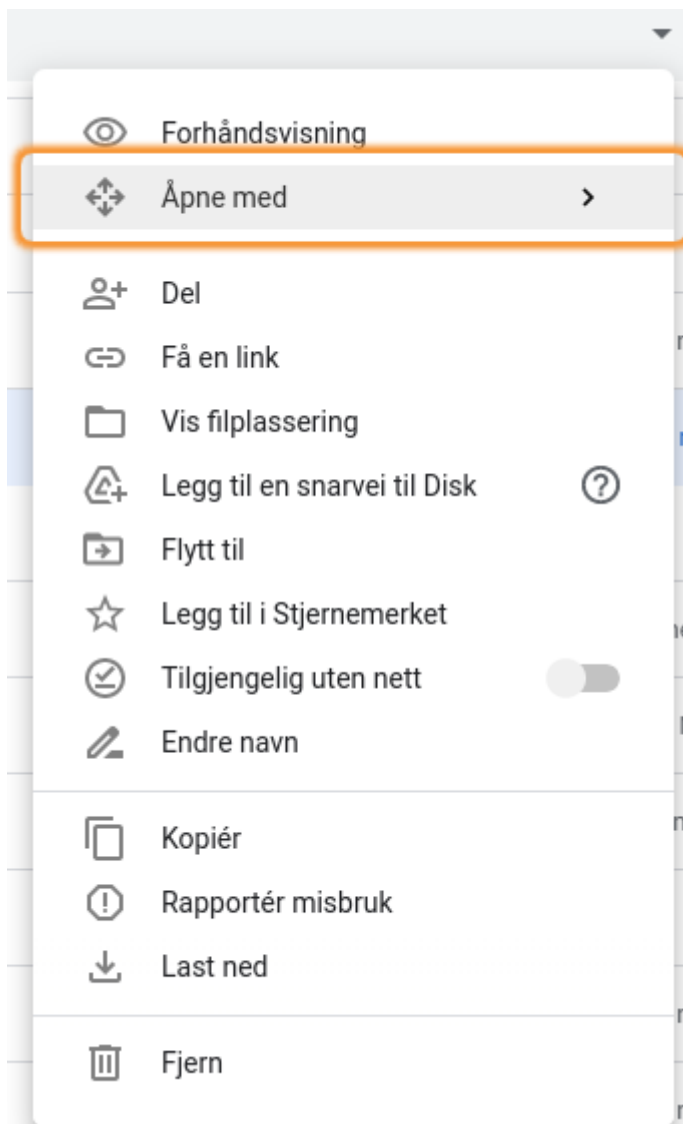 Forhåndsvisning
Åpne med
Del
Få en link
Vis filplassering
Legg til en snarvei til Disk
Flytt til
Legg til i Stjernemerket
Tilgjengelig uten nett
Endre navn
Kopiér
Rapportér misbruk
Last ned
Fjern